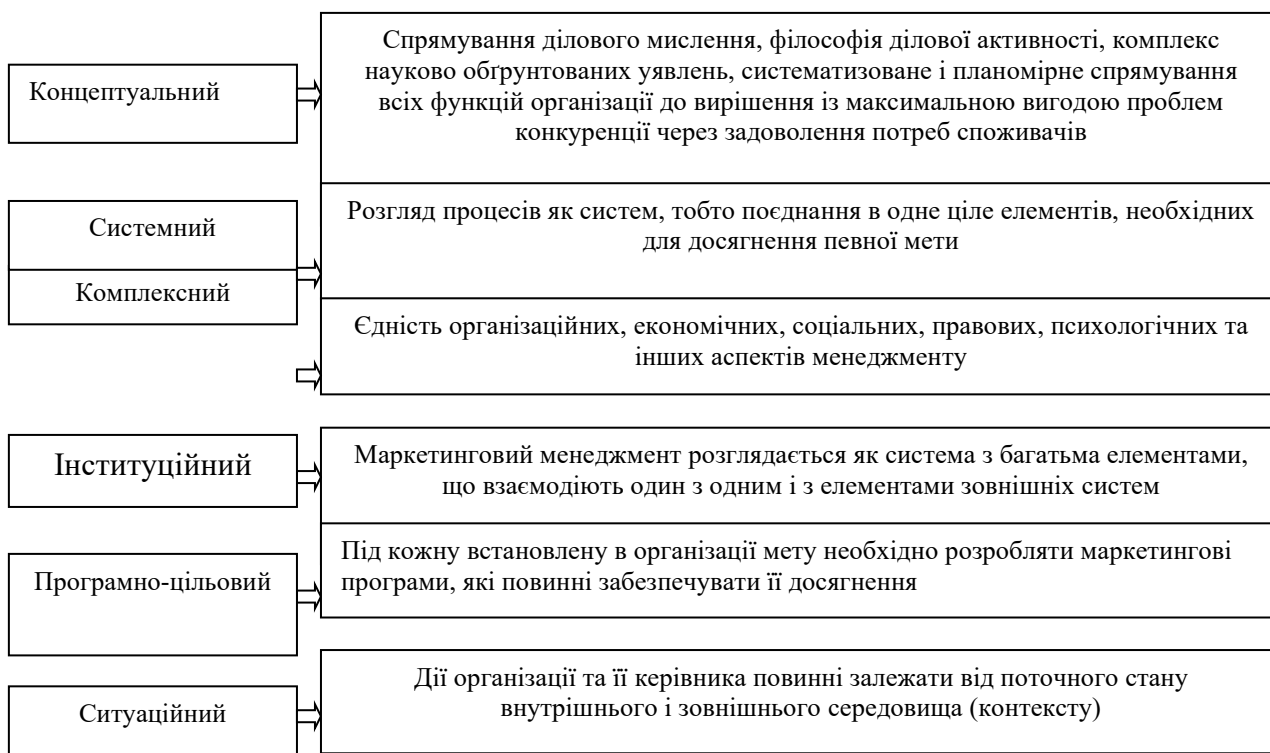 Концептуальний
Спрямування ділового мислення, філософія ділової активності, комплекс
науково обґрунтованих уявлень, систематизоване і планомірне спрямування
всіх функцій організації до вирішення із максимальною вигодою проблем
конкуренції через задоволення потреб споживачів
Системний
Розгляд процесів як систем, тобто поєднання в одне ціле елементів, необхідних
для досягнення певної мети
Комплексний
Єдність організаційних, економічних, соціальних, правових, психологічних та
інших аспектів менеджменту
Інституційний
Маркетинговий менеджмент розглядається як система з багатьма елементами,
що взаємодіють один з одним і з елементами зовнішніх систем
Програмно-цільовий
Під кожну встановлену в організації мету необхідно розробляти маркетингові
програми, які повинні забезпечувати її досягнення
Ситуаційний
Дії організації та її керівника повинні залежати від поточного стану
внутрішнього і зовнішнього середовища (контексту)